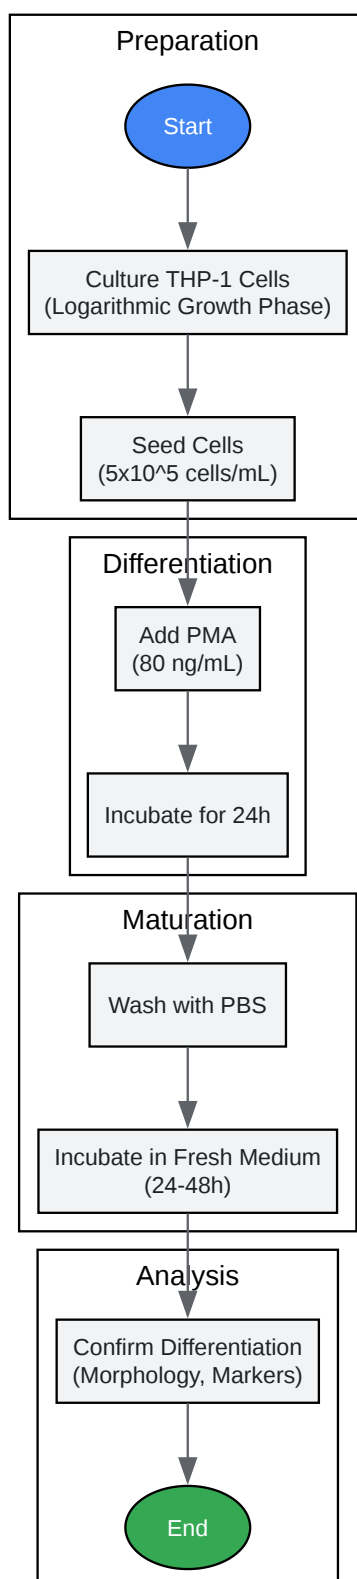 Preparation
Start
Culture THP-1 Cells
(Logarithmic Growth Phase)
Seed Cells
(5x10^5 cells/mL)
Differentiation
Add PMA
(80 ng/mL)
Incubate for 24h
Maturation
Wash with PBS
Incubate in Fresh Medium
(24-48h)
Analysis
Confirm Differentiation
(Morphology, Markers)
End